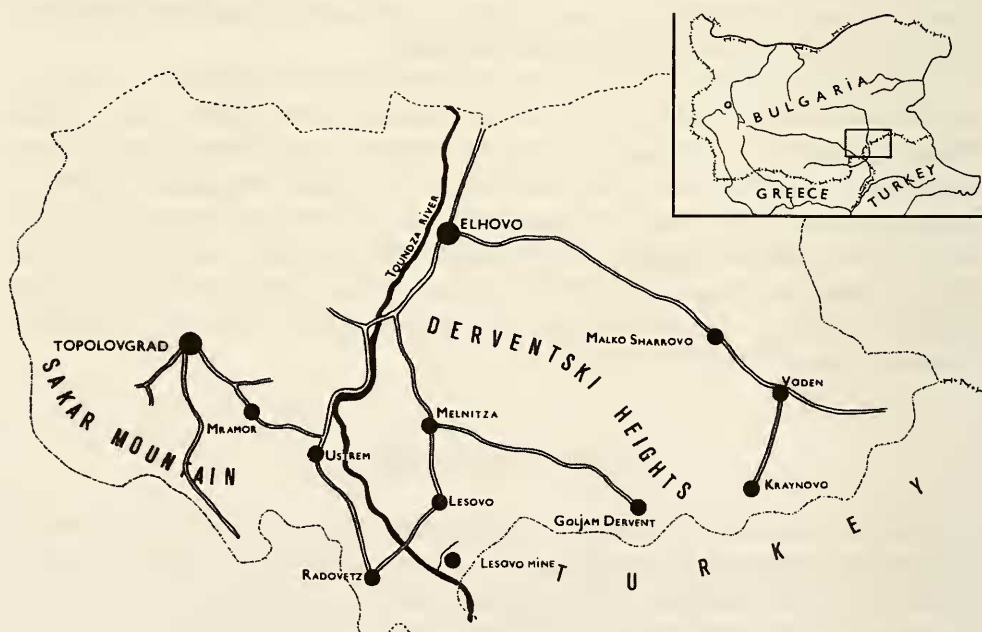 BULGARIA
GREECE
TURKEY
ELHOVO
TOUNDZA RIVER
DERVENTSKI HEIGHTS
MALKO SHARROVO
TOPOLOVGRAD
VADEN
SAKAR MOUNTAIN
MRAMOR
MELNITZA
USTREM
KRAYNOVO
LESOVO
GOLJAM DERVENT
LESOVO MINE
RADOVETZ
TURKEY